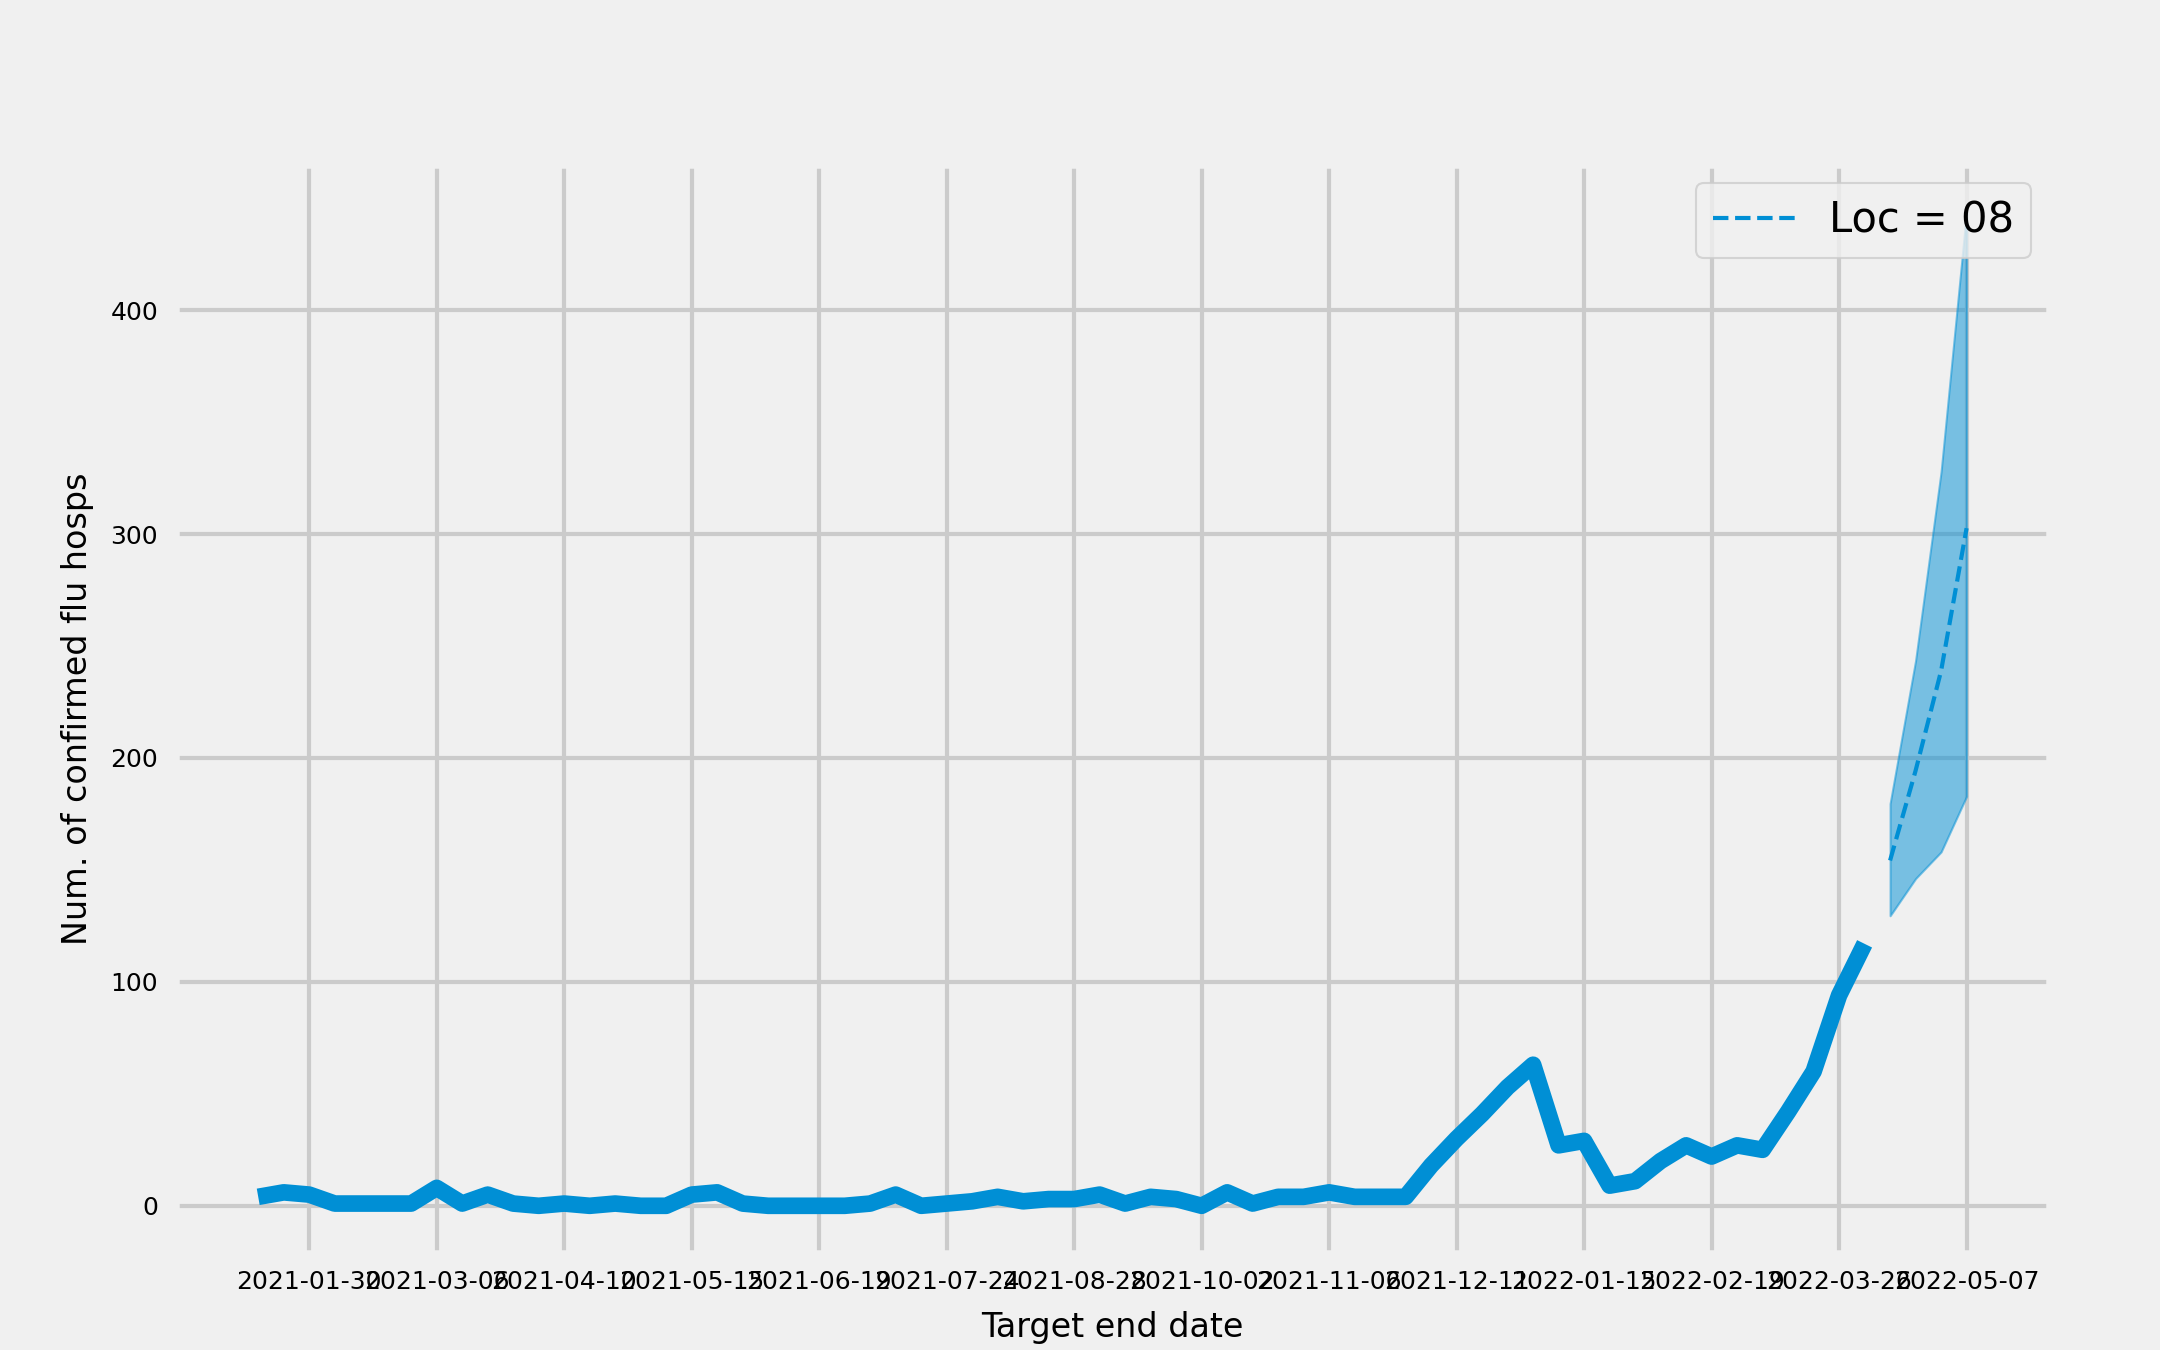 Loc = 08
400
300
200
100
0
Num. of confirmed flu hosps
2021-01-30 2021-03-06 2021-04-10 2021-05-15 2021-06-19 2021-07-24 2021-08-28 2021-10-02 2021-11-06 2021-12-11 2022-01-15 2022-02-19 2022-03-26 2022-05-07
Target end date